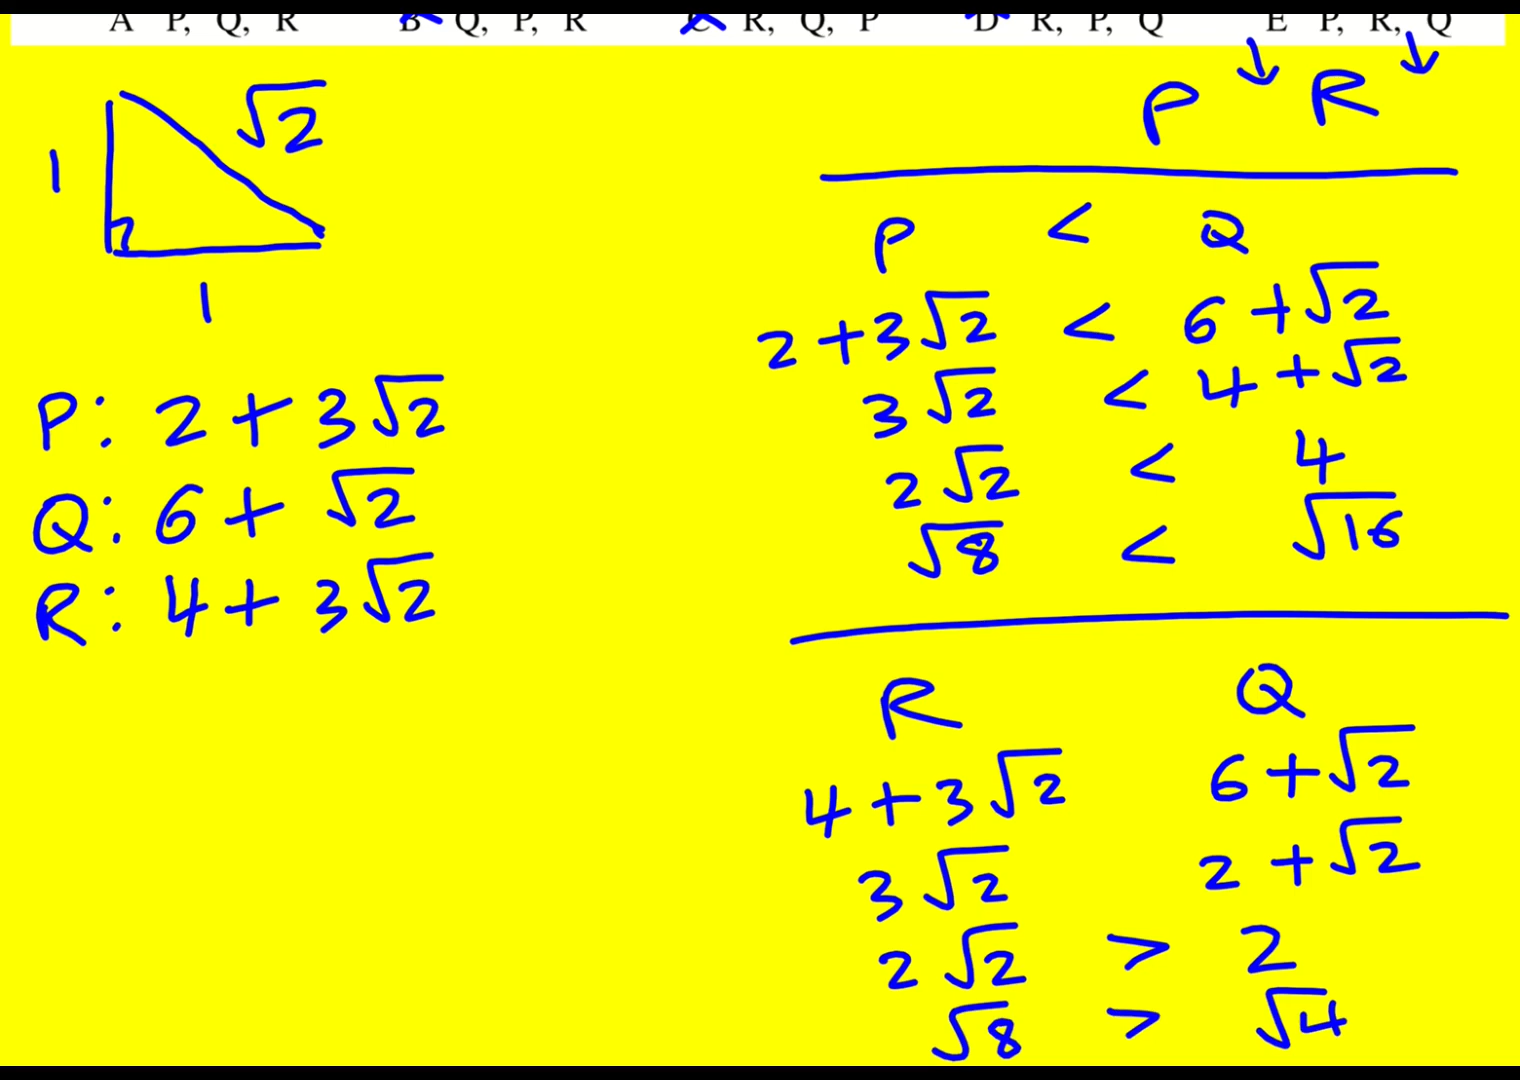 A P, Q, R B Q, P, R C R, Q, P D R, P, Q E P, R, Q
√2
1
1
P: 2 + 3√2
Q: 6 + √2
R: 4 + 3√2
P ↓ R ↓
P < Q
2 + 3√2 < 6 + √2
3√2 < 4 + √2
2√2 < 4
√8 < √16
R Q
4 + 3√2 6 + √2
3√2 2 + √2
2√2 > 2
√8 > √4